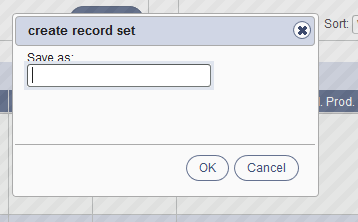 create record set
Sort:
Save as:
. Prod.
OK
Cancel